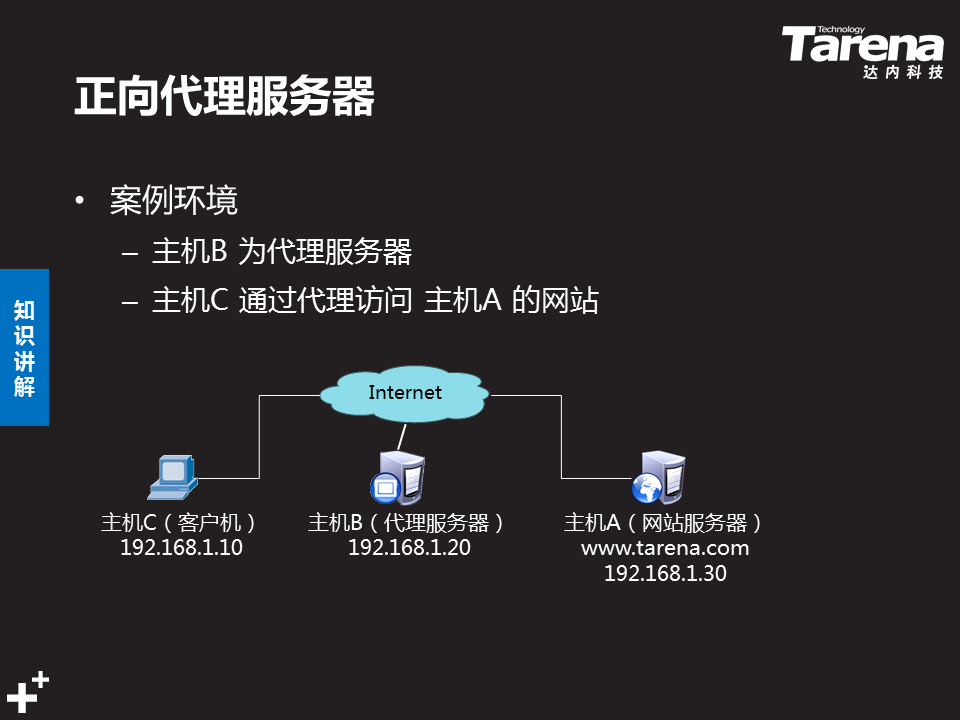 Technology
Tarena
达内科技
正向代理服务器
• 案例环境
– 主机B 为代理服务器
– 主机C 通过代理访问 主机A 的网站
知识讲解
Internet
主机C（客户机）
192.168.1.10
主机B（代理服务器）
192.168.1.20
主机A（网站服务器）
www.tarena.com
192.168.1.30